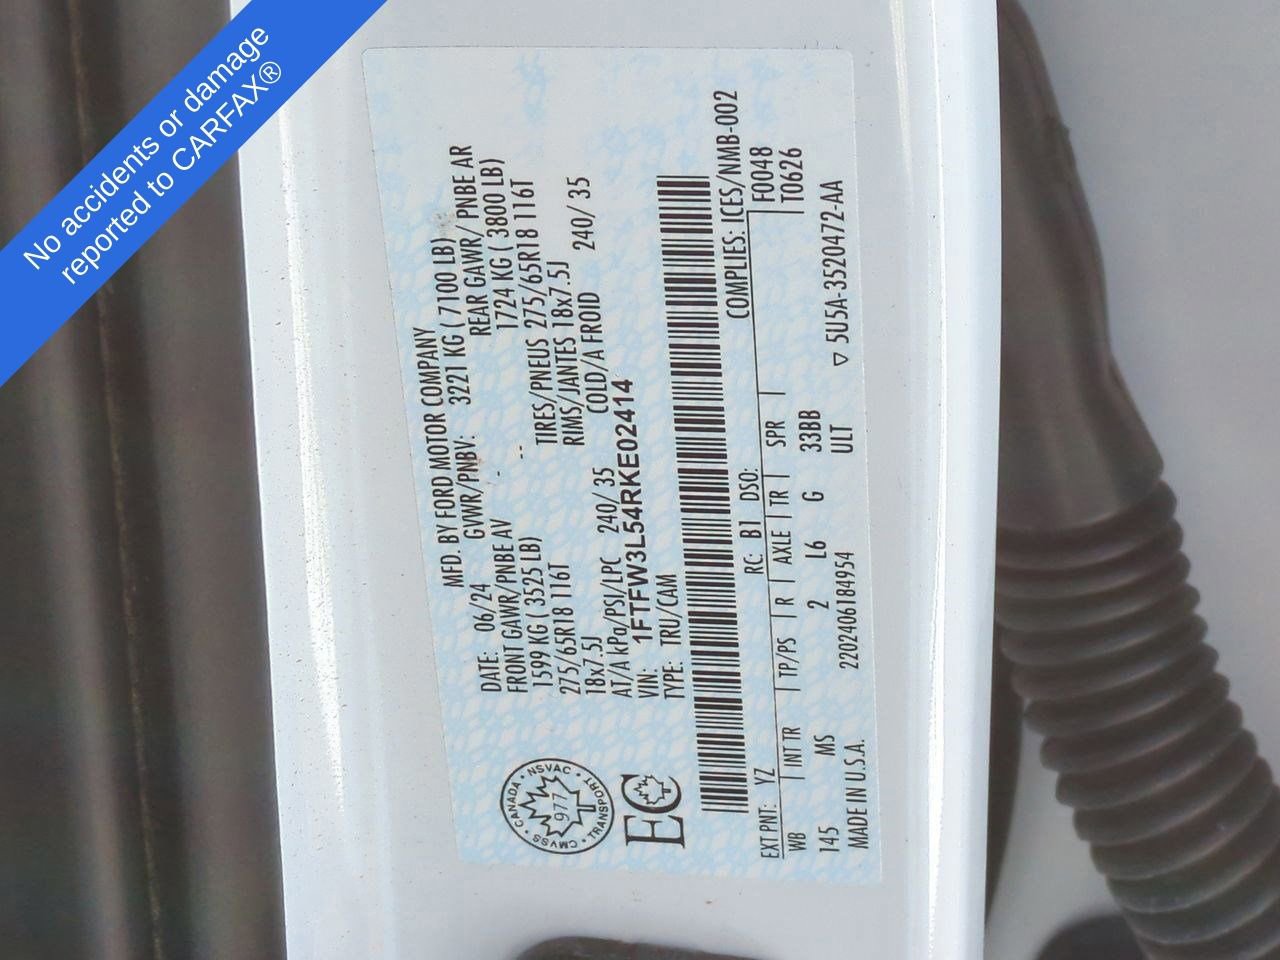 No accidents or damage
reported to CARFAX®
MFD. BY FORD MOTOR COMPANY
DATE: 06/24 GVWR/PNBV: 3221 KG ( 7100 LB)
FRONT GAWR/PNBE AV REAR GAWR/ PNBE AR
1599 KG ( 3525 LB) 1724 KG ( 3800 LB)
275/65R18 116T TIRES/PNEUS 275/65R18 116T
18x7.5J RIMS/JANTES 18x7.5J
AT/A kPa/PSI/LPC 240/ 35 COLD/A FROID 240/ 35
VIN: 1FTFW3L54RKE02414
TYPE: TRU/CAM
CANADA • NSVAC • TRANSPORT • CMVSS •
977
EC
COMPLIES: ICES/NMB-002
EXT PNT: YZ RC: B1 DSO: F0048
WB INT TR TP/PS R AXLE TR SPR T0626
145 MS 2 L6 G 33BB
MADE IN U.S.A. 2202406184954 ULT ▽ 5U5A-3520472-AA